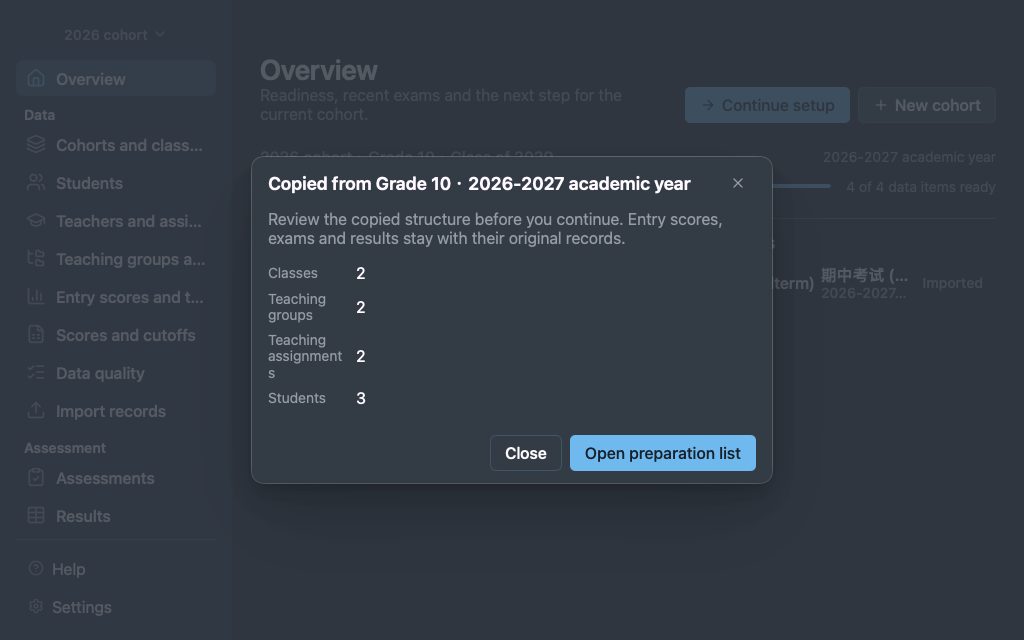 2026 cohort
Overview
Data
Cohorts and class...
Students
Teachers and assi...
Teaching groups a...
Entry scores and t...
Scores and cutoffs
Data quality
Import records
Assessment
Assessments
Results
Help
Settings
Overview
Readiness, recent exams and the next step for the
current cohort.
Continue setup
New cohort
2026-2027 academic year
4 of 4 data items ready
term)
期中考试 (...
2026-2027...
Imported
Copied from Grade 10 · 2026-2027 academic year
Review the copied structure before you continue. Entry scores,
exams and results stay with their original records.
Classes 2
Teaching
groups 2
Teaching
assignment
s 2
Students 3
Close
Open preparation list